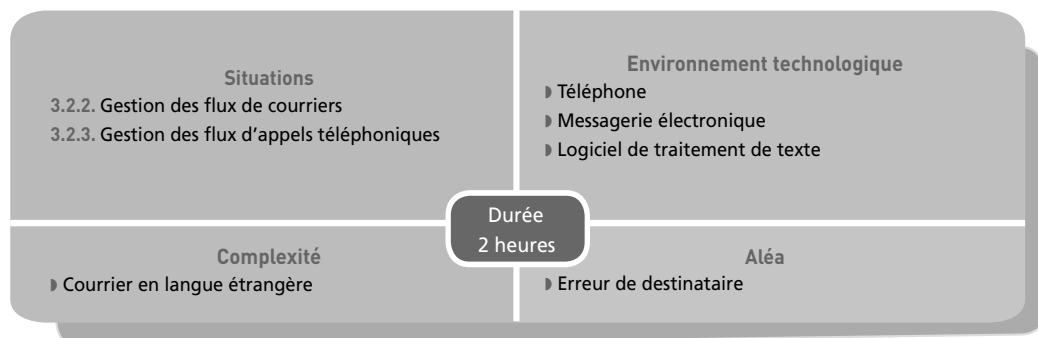 Situations
3.2.2. Gestion des flux de courriers
3.2.3. Gestion des flux d'appels téléphoniques
Environnement technologique
Téléphone
Messagerie électronique
Logiciel de traitement de texte
Durée
2 heures
Complexité
Courrier en langue étrangère
Aléa
Erreur de destinataire